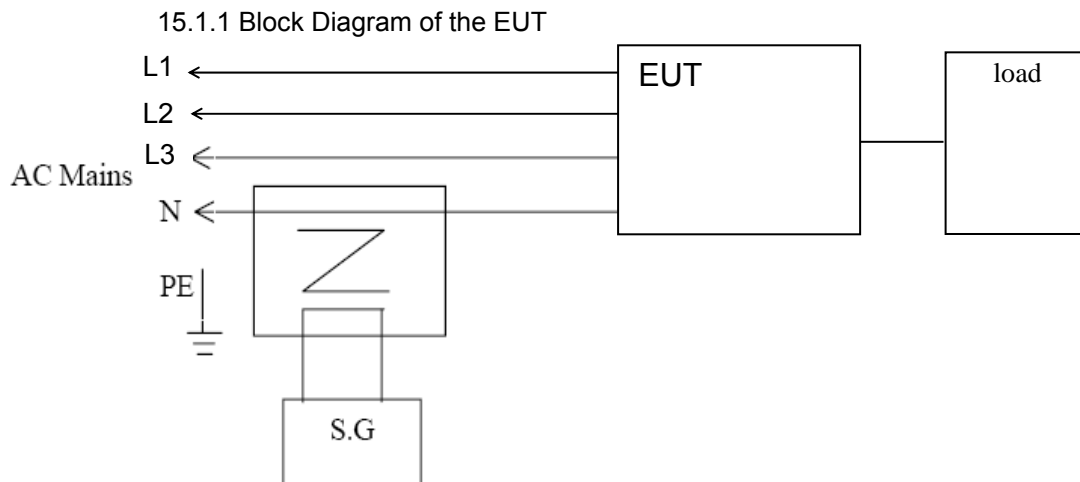 15.1.1 Block Diagram of the EUT
L1
EUT
load
L2
L3
AC Mains
N
PE
S.G